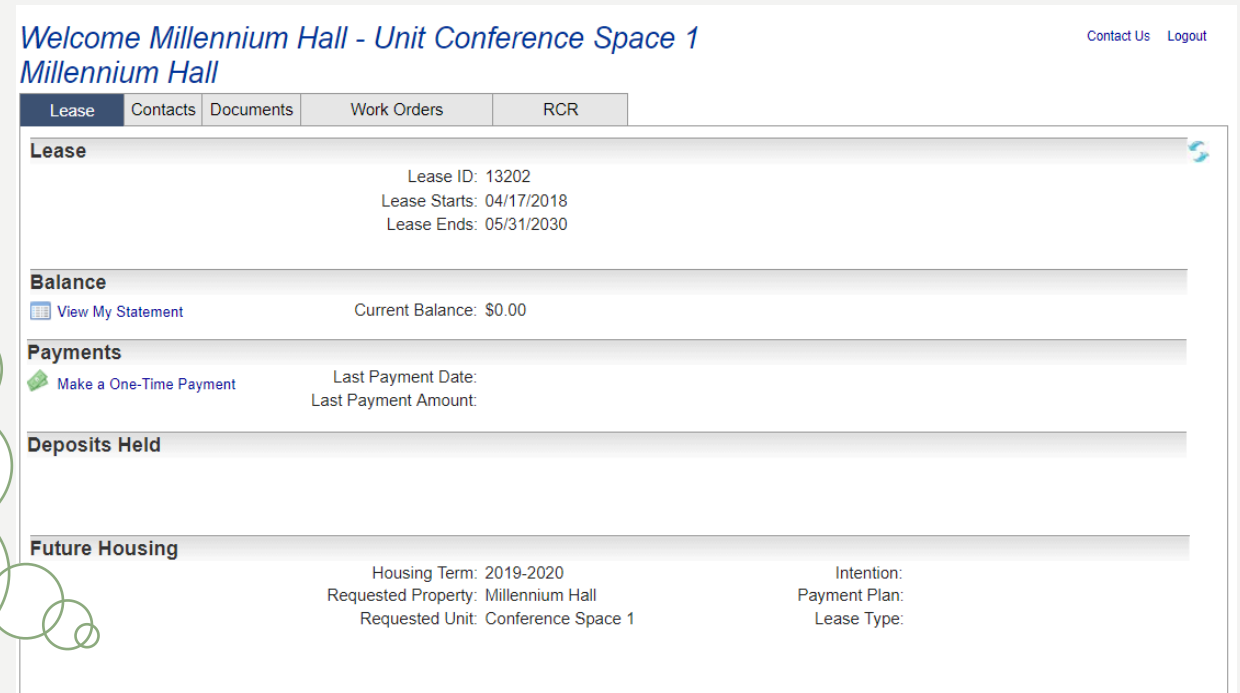 Welcome Millennium Hall - Unit Conference Space 1
Millennium Hall
Contact Us Logout
Lease Contacts Documents Work Orders RCR
Lease
Lease ID: 13202
Lease Starts: 04/17/2018
Lease Ends: 05/31/2030
Balance
View My Statement Current Balance: $0.00
Payments
Make a One-Time Payment
Last Payment Date:
Last Payment Amount:
Deposits Held
Future Housing
Housing Term: 2019-2020 Intention:
Requested Property: Millennium Hall Payment Plan:
Requested Unit: Conference Space 1 Lease Type: